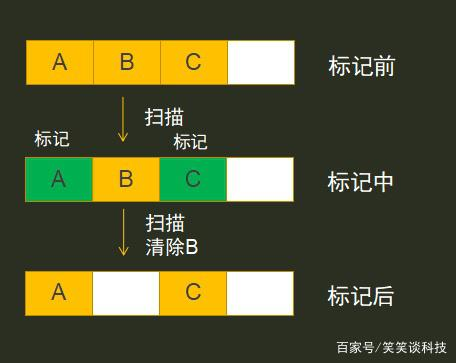 A B C 标记前
扫描
标记 标记
A B C 标记中
扫描
清除B
A C 标记后
百家号/笑笑谈科技